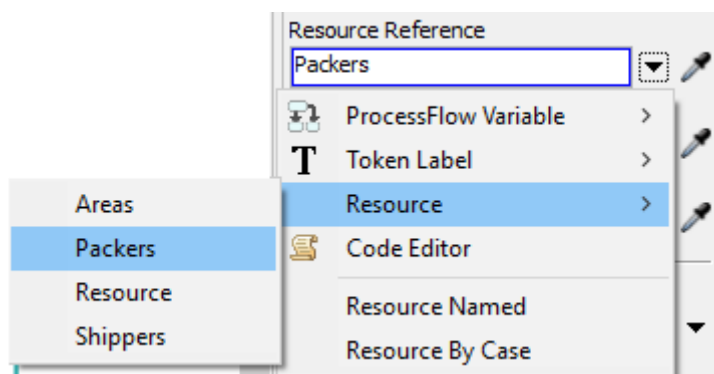 Resource Reference
Packers
ProcessFlow Variable
T Token Label
Resource
Code Editor
Resource Named
Resource By Case
Areas
Packers
Resource
Shippers